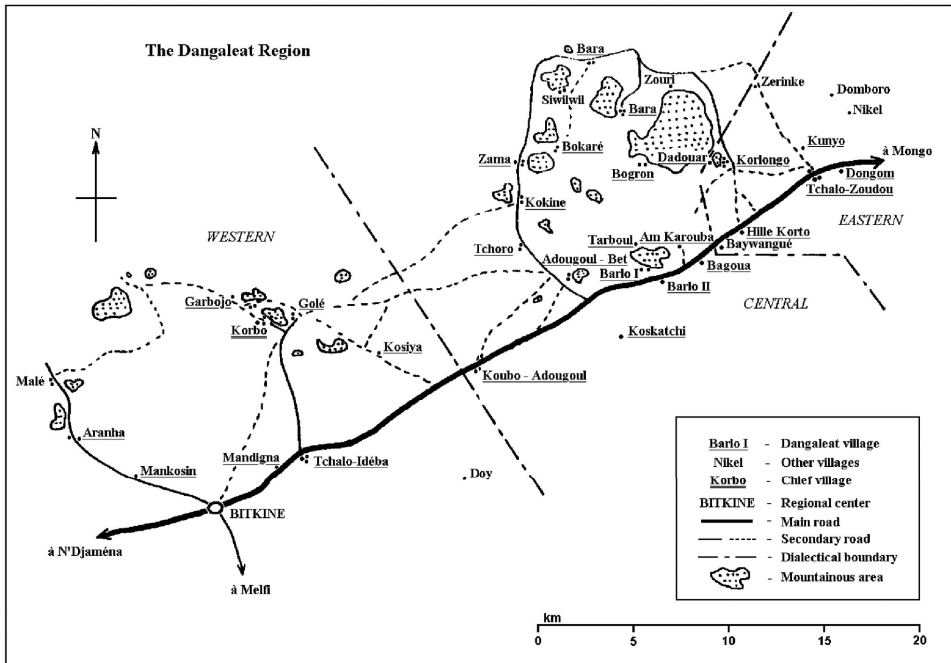 The Dangaleat Region
N
Bara
Siwilwil
Zouri
Bara
Zerinke
Domboro
Nikel
Bokaré
Zama
Dadouar
Korlongo
Kunyo
à Mongo
Bogron
Tchalo-Zoudou
Dongom
Kokine
EASTERN
WESTERN
Tchoro
Tarboul
Am Karouba
Hille Korto
Baywangué
Adougoul - Bet
Barlo I
Bagoua
Barlo II
CENTRAL
Garbojo
Golé
Korbo
Koskatchi
Kosiya
Malé
Koubo - Adougoul
Aranha
Mankosin
Mandigna
Tchalo-Idéba
Doy
BITKINE
à N'Djaména
à Melfi
Barlo I - Dangaleat village
Nikel - Other villages
Korbo - Chief village
BITKINE - Regional center
- Main road
- Secondary road
- Dialectical boundary
- Mountainous area
km
0 5 10 15 20